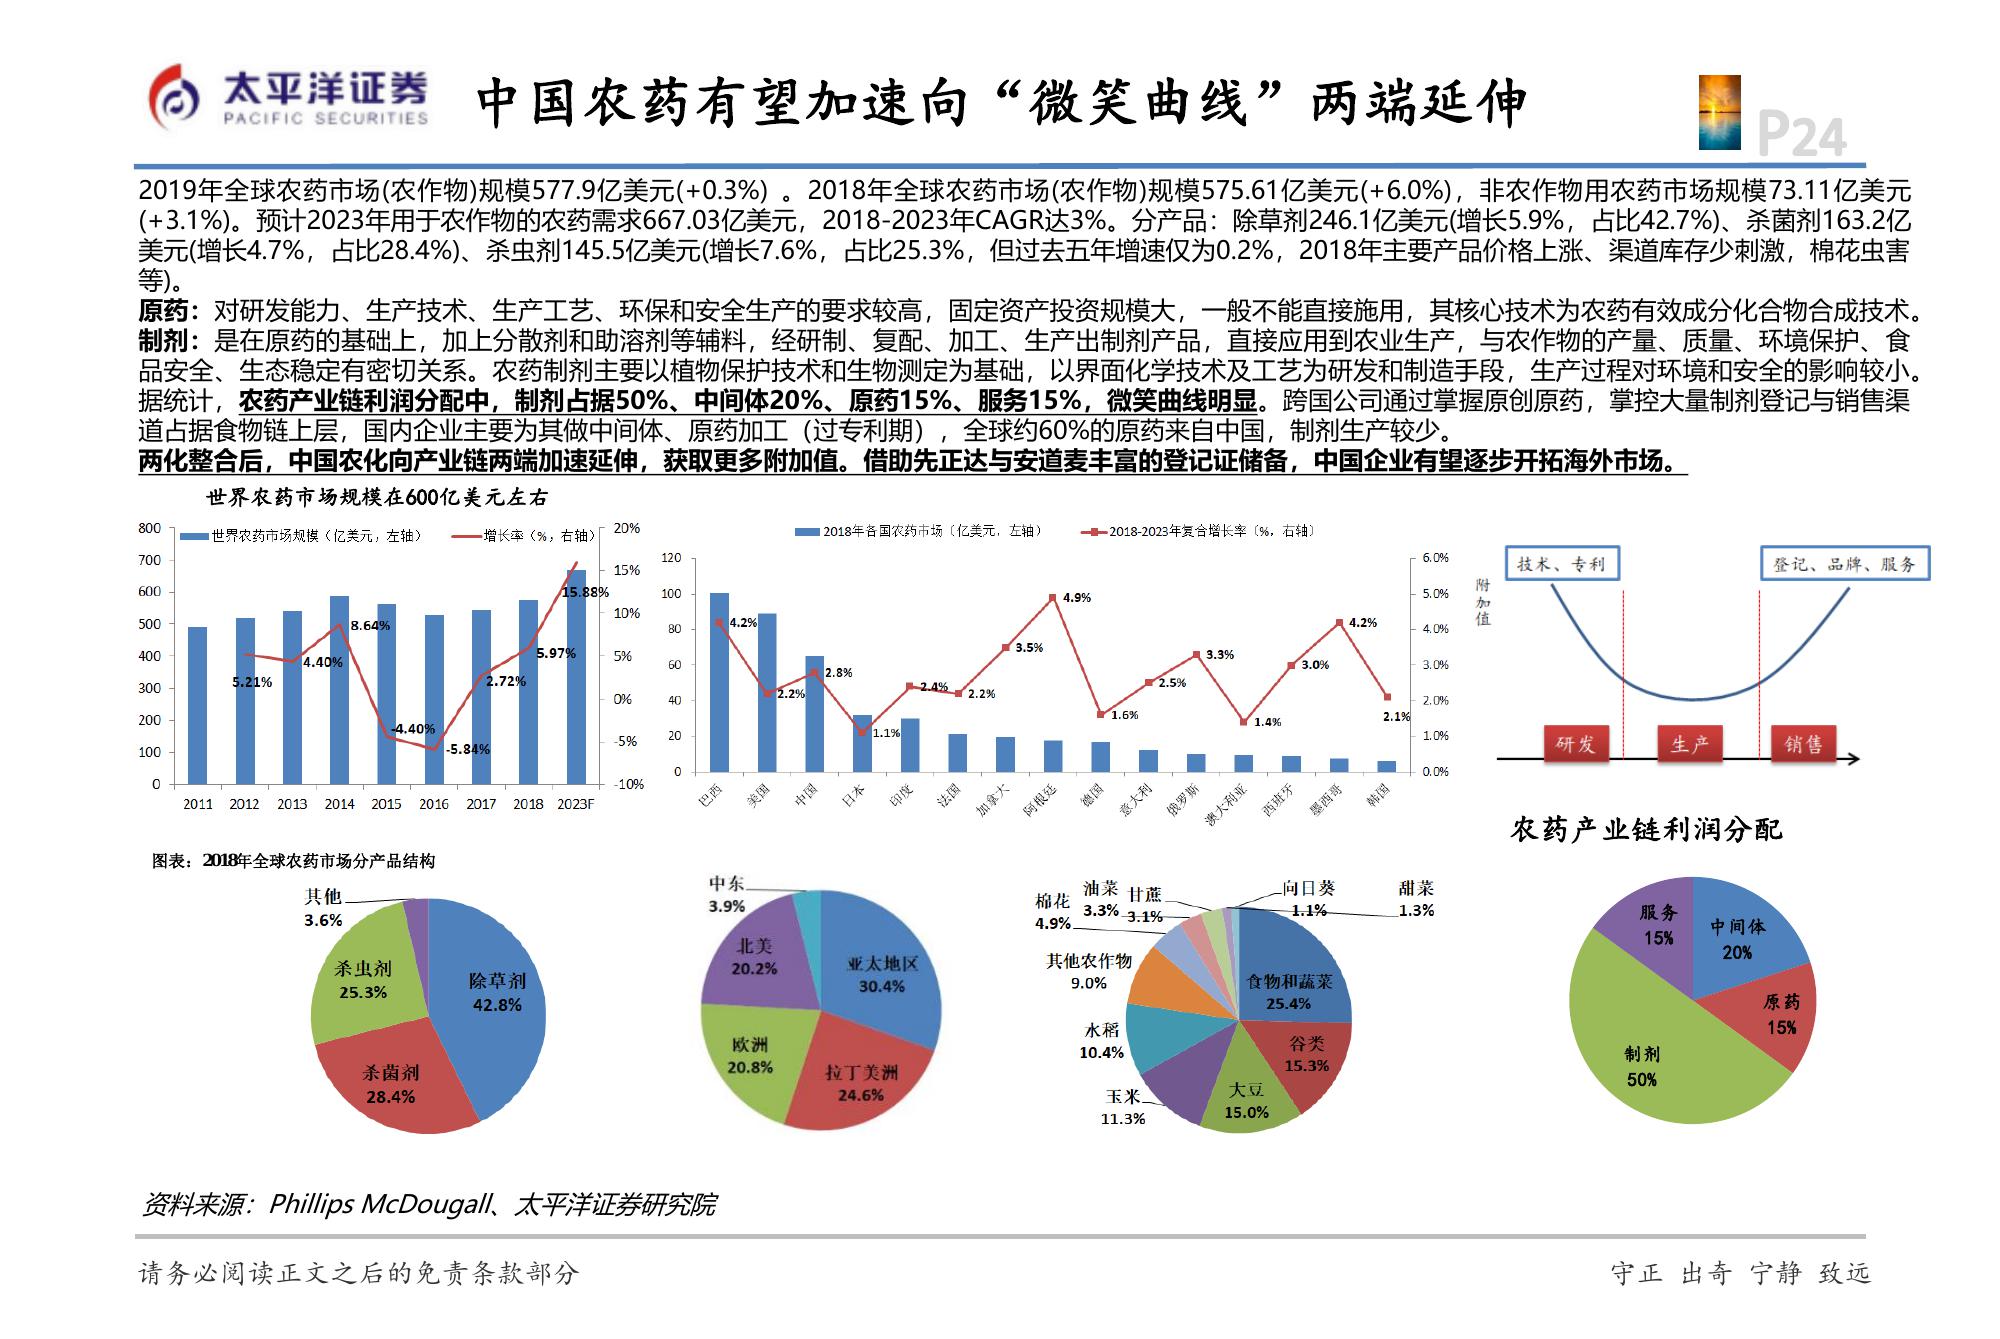 太平洋证券
PACIFIC SECURITIES
中国农药有望加速向“微笑曲线”两端延伸
P24
2019年全球农药市场(农作物)规模577.9亿美元(+0.3%) 。2018年全球农药市场(农作物)规模575.61亿美元(+6.0%)，非农作物用农药市场规模73.11亿美元
(+3.1%)。预计2023年用于农作物的农药需求667.03亿美元，2018-2023年CAGR达3%。分产品：除草剂246.1亿美元(增长5.9%，占比42.7%)、杀菌剂163.2亿
美元(增长4.7%，占比28.4%)、杀虫剂145.5亿美元(增长7.6%，占比25.3%，但过去五年增速仅为0.2%，2018年主要产品价格上涨、渠道库存少刺激，棉花虫害
等)。
原药：对研发能力、生产技术、生产工艺、环保和安全生产的要求较高，固定资产投资规模大，一般不能直接施用，其核心技术为农药有效成分化合物合成技术。
制剂：是在原药的基础上，加上分散剂和助溶剂等辅料，经研制、复配、加工、生产出制剂产品，直接应用到农业生产，与农作物的产量、质量、环境保护、食
品安全、生态稳定有密切关系。农药制剂主要以植物保护技术和生物测定为基础，以界面化学技术及工艺为研发和制造手段，生产过程对环境和安全的影响较小。
据统计，农药产业链利润分配中，制剂占据50%、中间体20%、原药15%、服务15%，微笑曲线明显。跨国公司通过掌握原创原药，掌控大量制剂登记与销售渠
道占据食物链上层，国内企业主要为其做中间体、原药加工（过专利期），全球约60%的原药来自中国，制剂生产较少。
两化整合后，中国农化向产业链两端加速延伸，获取更多附加值。借助先正达与安道麦丰富的登记证储备，中国企业有望逐步开拓海外市场。
世界农药市场规模在600亿美元左右
世界农药市场规模（亿美元，左轴）
增长率（%，右轴）
800
700
600
500
400
300
200
100
0
20%
15%
10%
5%
0%
-5%
-10%
5.21%
4.40%
8.64%
-4.40%
-5.84%
2.72%
5.97%
15.88%
2011
2012
2013
2014
2015
2016
2017
2018
2023F
2018年各国农药市场（亿美元，左轴）
2018-2023年复合增长率（%，右轴）
120
100
80
60
40
20
0
6.0%
5.0%
4.0%
3.0%
2.0%
1.0%
0.0%
4.2%
2.2%
2.8%
1.1%
2.4%
2.2%
3.5%
4.9%
1.6%
2.5%
3.3%
1.4%
3.0%
4.2%
2.1%
巴西
美国
中国
日本
印度
法国
加拿大
阿根廷
德国
意大利
俄罗斯
澳大利亚
西班牙
墨西哥
韩国
技术、专利
登记、品牌、服务
附加值
研发
生产
销售
农药产业链利润分配
图表：2018年全球农药市场分产品结构
其他
3.6%
杀虫剂
25.3%
除草剂
42.8%
杀菌剂
28.4%
中东
3.9%
北美
20.2%
亚太地区
30.4%
欧洲
20.8%
拉丁美洲
24.6%
棉花
4.9%
油菜
3.3%
甘蔗
3.1%
向日葵
1.1%
甜菜
1.3%
其他农作物
9.0%
食物和蔬菜
25.4%
水稻
10.4%
谷类
15.3%
玉米
11.3%
大豆
15.0%
服务
15%
中间体
20%
原药
15%
制剂
50%
资料来源：Phillips McDougall、太平洋证券研究院
请务必阅读正文之后的免责条款部分
守正 出奇 宁静 致远